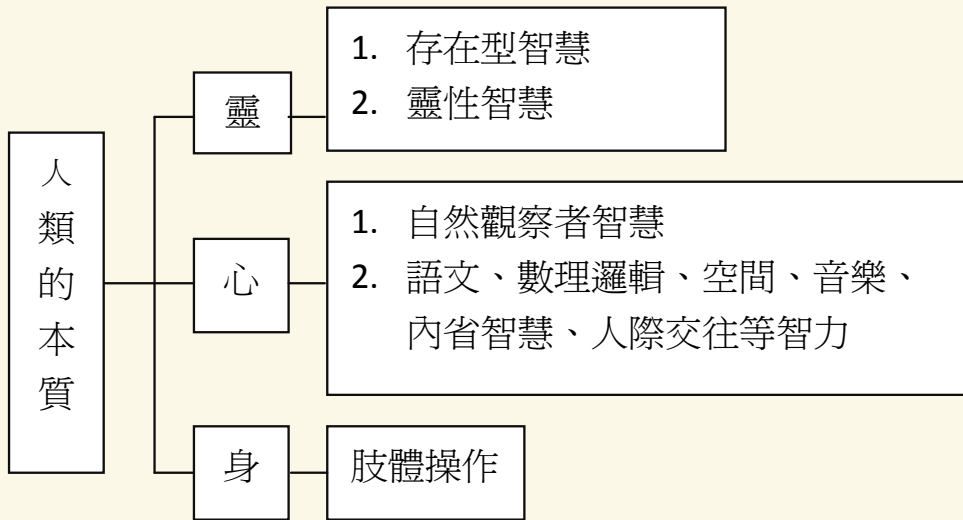 人類的本質
靈
1. 存在型智慧
2. 靈性智慧
心
1. 自然觀察者智慧
2. 語文、數理邏輯、空間、音樂、
內省智慧、人際交往等智力
身
肢體操作